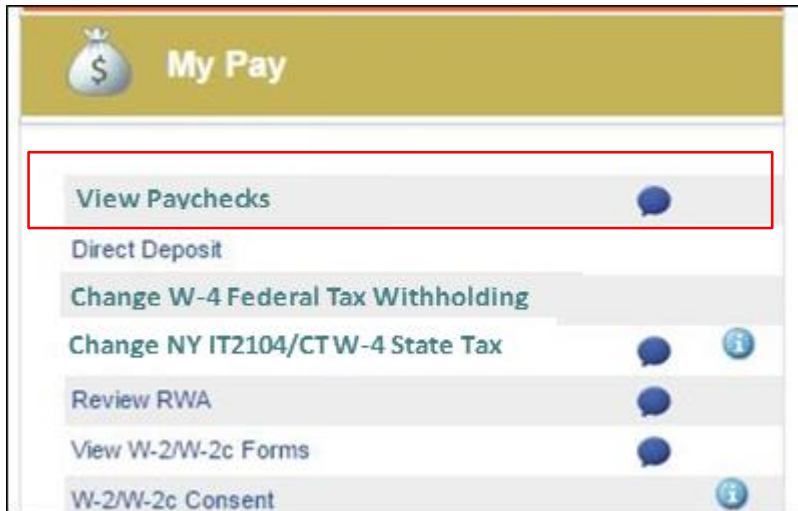 $ My Pay
View Paychecks
Direct Deposit
Change W-4 Federal Tax Withholding
Change NY IT2104/CT W-4 State Tax
Review RWA
View W-2/W-2c Forms
W-2/W-2c Consent